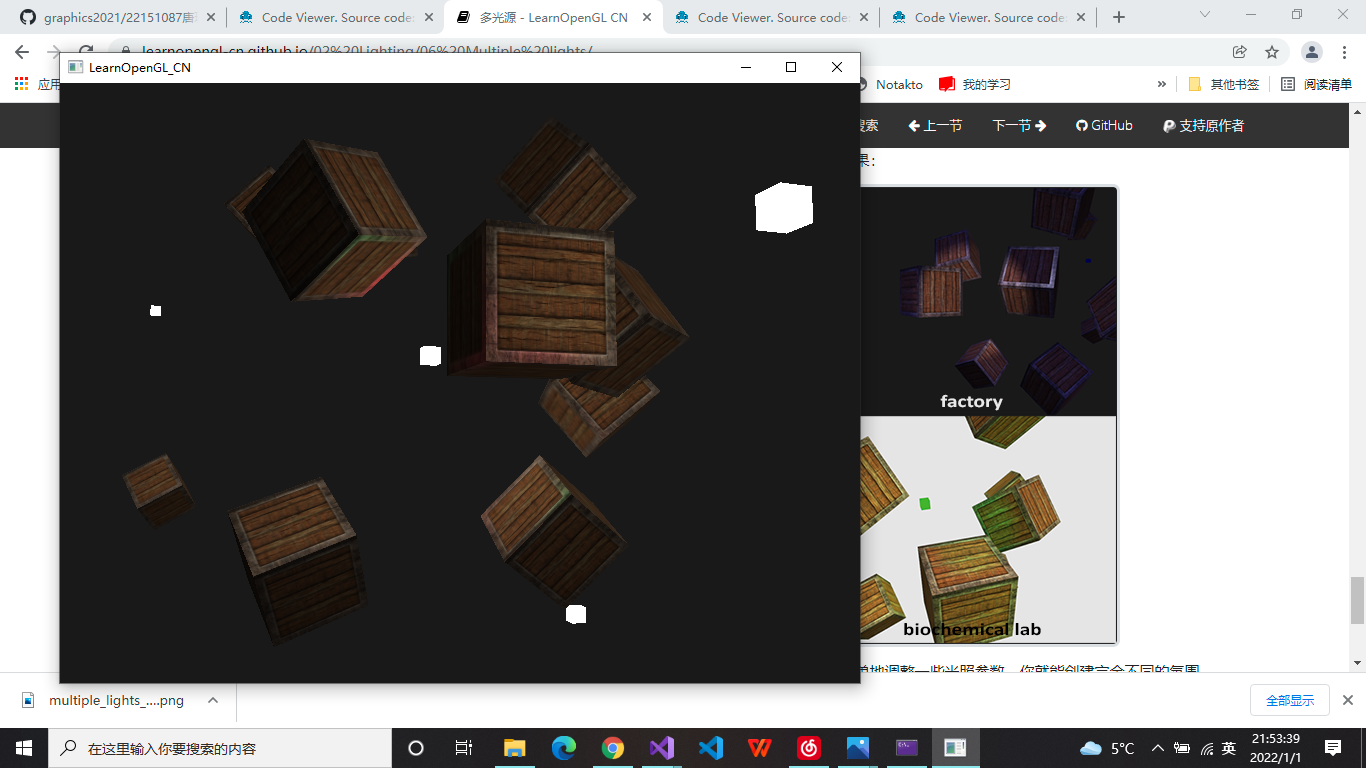 graphics2021/22151087唐
Code Viewer. Source code:
多光源 - LearnOpenGL CN
Code Viewer. Source code:
Code Viewer. Source code:
learnopengl-cn.github.io/02%20Lighting/06%20Multiple%20lights/
LearnOpenGL_CN
应用
Notakto
我的学习
»
其他书签
阅读清单
搜索
上一节
下一节
GitHub
支持原作者
果：
factory
biochemical lab
地调整一些光照参数，你就能创建完全不同的氛围
multiple_lights_....png
全部显示
在这里输入你要搜索的内容
5°C
英
21:53:39
2022/1/1